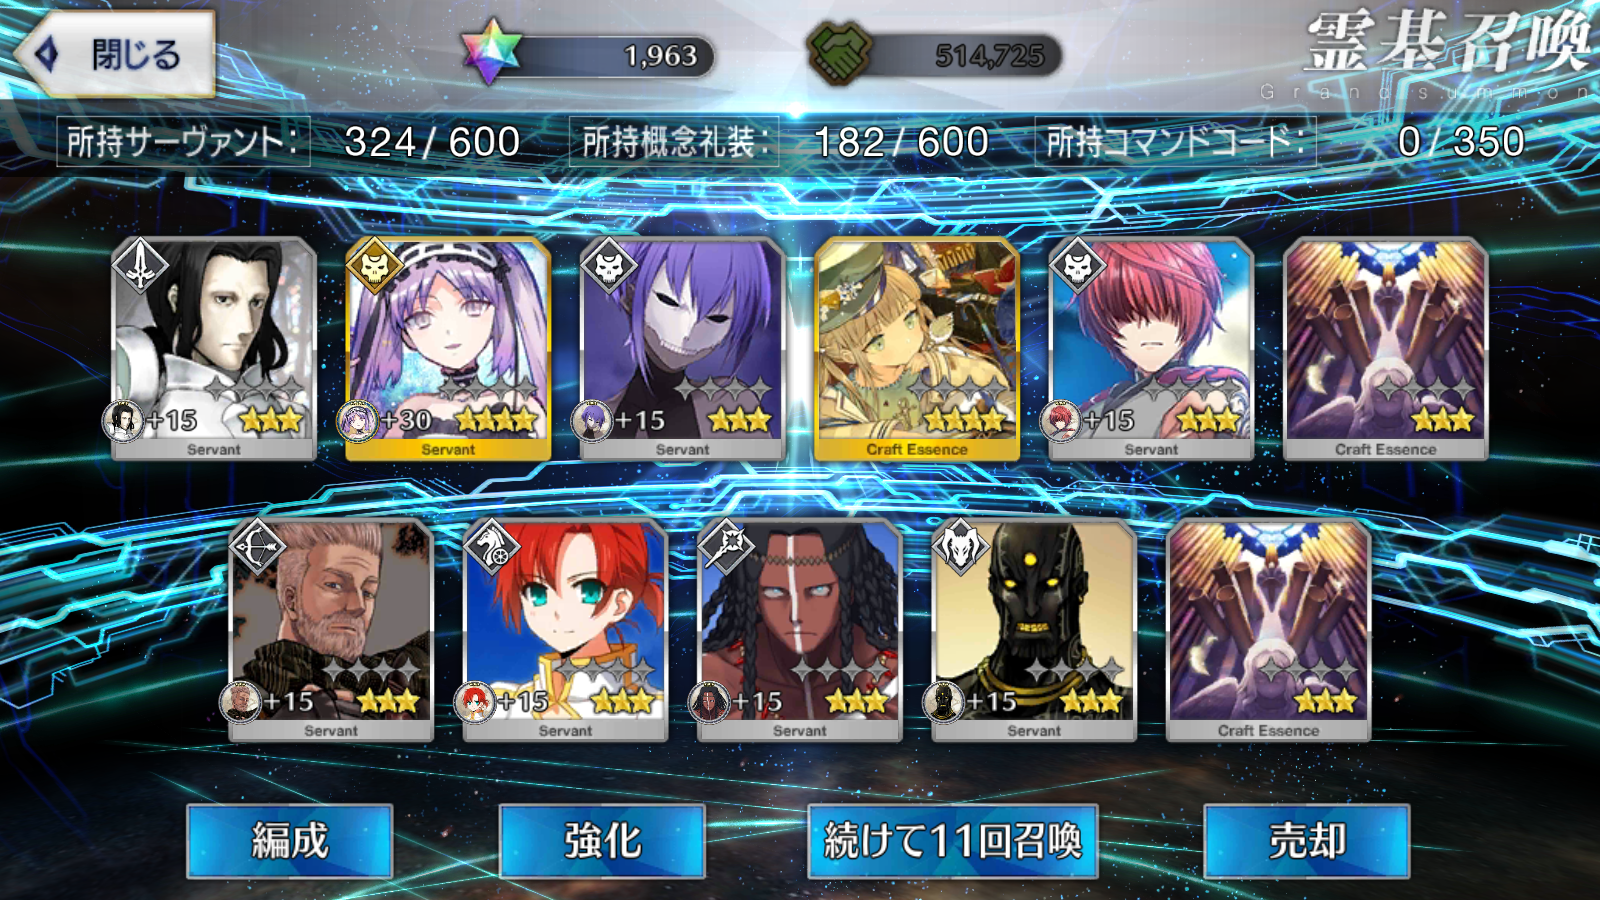 閉じる
1,963
514,725
霊基召喚
Grand summon
所持サーヴァント: 324/600
所持概念礼装: 182/600
所持コマンドコード: 0/350
+15
Servant
+30
Servant
+15
Servant
Craft Essence
+15
Servant
Craft Essence
+15
Servant
+15
Servant
+15
Servant
+15
Servant
Craft Essence
編成
強化
続けて11回召喚
売却